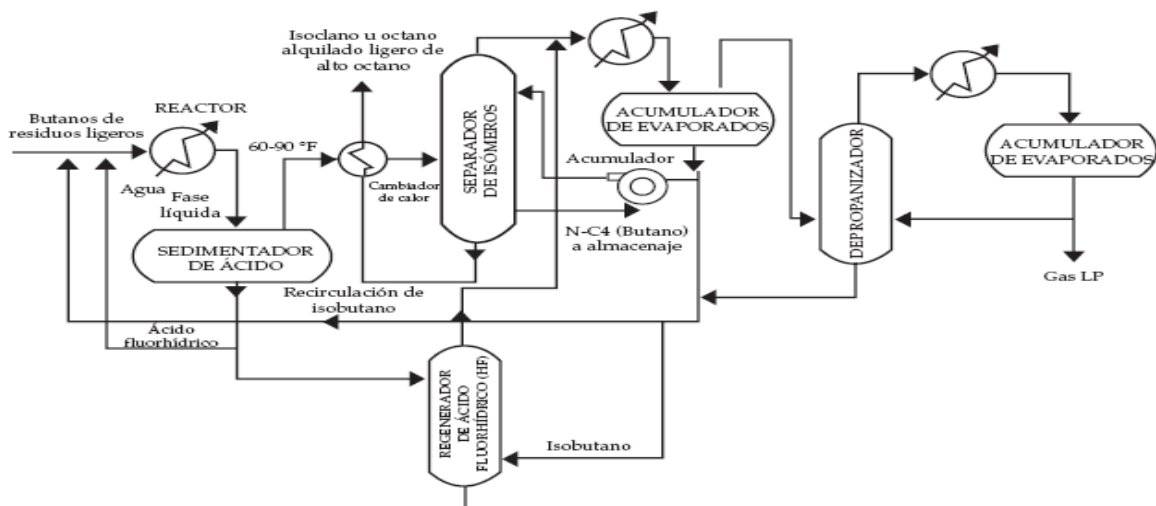 Isoclano u octano
alquilado ligero de
alto octano
REACTOR
Butanos de
residuos ligeros
60-90 °F
Agua
Fase
líquida
Cambiador
de calor
SEPARADOR
DE ISÓMEROS
ACUMULADOR
DE EVAPORADOS
Acumulador
N-C4 (Butano)
a almacenaje
DEPROPANIZADOR
ACUMULADOR
DE EVAPORADOS
Gas LP
SEDIMENTADOR
DE ÁCIDO
Recirculación de
isobutano
Ácido
fluorhídrico
REGENERADOR
DE ÁCIDO
FLUORHÍDRICO (HF)
Isobutano